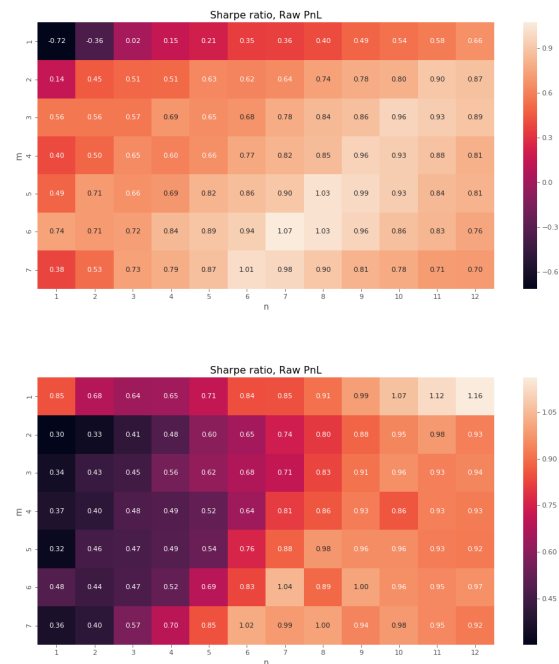 Sharpe ratio, Raw PnL
1 -0.72 -0.36 0.02 0.15 0.21 0.35 0.36 0.40 0.49 0.54 0.58 0.66
2 0.14 0.45 0.51 0.51 0.63 0.62 0.64 0.74 0.78 0.80 0.90 0.87
3 0.56 0.56 0.57 0.69 0.65 0.68 0.78 0.84 0.86 0.96 0.93 0.89
4 0.40 0.50 0.65 0.60 0.66 0.77 0.82 0.85 0.96 0.93 0.88 0.81
5 0.49 0.71 0.66 0.69 0.82 0.86 0.90 1.03 0.99 0.93 0.84 0.81
6 0.74 0.71 0.72 0.84 0.89 0.94 1.07 1.03 0.96 0.86 0.83 0.76
7 0.38 0.53 0.73 0.79 0.87 1.01 0.98 0.90 0.81 0.78 0.71 0.70
1 2 3 4 5 6 7 8 9 10 11 12
m
n
0.9
0.6
0.3
0.0
−0.3
−0.6
Sharpe ratio, Raw PnL
1 0.85 0.68 0.64 0.65 0.71 0.84 0.85 0.91 0.99 1.07 1.12 1.16
2 0.30 0.33 0.41 0.48 0.60 0.65 0.74 0.80 0.88 0.95 0.98 0.93
3 0.34 0.43 0.45 0.56 0.62 0.68 0.71 0.83 0.91 0.96 0.93 0.94
4 0.37 0.40 0.48 0.49 0.52 0.64 0.81 0.86 0.93 0.86 0.93 0.93
5 0.32 0.46 0.47 0.49 0.54 0.76 0.88 0.98 0.96 0.96 0.93 0.92
6 0.48 0.44 0.47 0.52 0.69 0.83 1.04 0.89 1.00 0.96 0.95 0.97
7 0.36 0.40 0.57 0.70 0.85 1.02 0.99 1.00 0.94 0.98 0.95 0.92
1 2 3 4 5 6 7 8 9 10 11 12
m
n
1.05
0.90
0.75
0.60
0.45